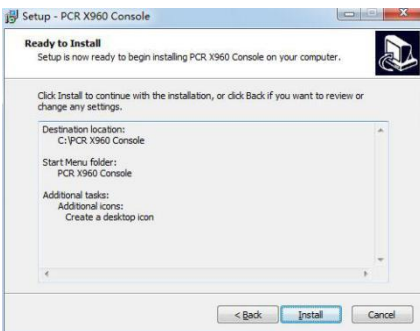 Setup - PCR X960 Console
Ready to Install
Setup is now ready to begin installing PCR X960 Console on your computer.
Click Install to continue with the installation, or click Back if you want to review or
change any settings.
Destination location:
C:\PCR X960 Console
Start Menu folder:
PCR X960 Console
Additional tasks:
Additional icons:
Create a desktop icon
< Back
Install
Cancel